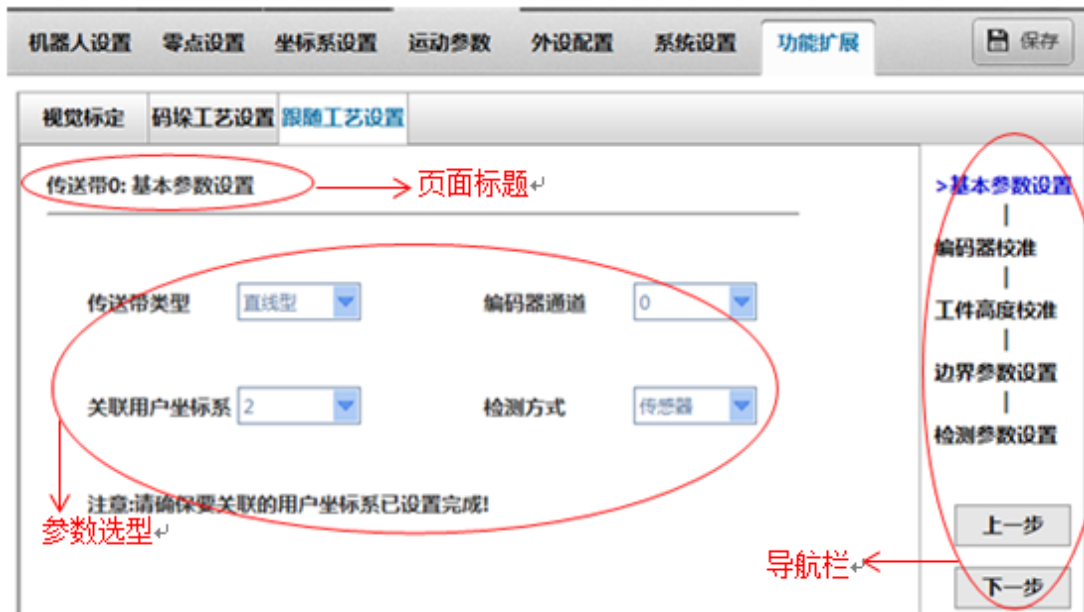 机器人设置 零点设置 坐标系设置 运动参数 外设配置 系统设置 功能扩展 保存
视觉标定 码垛工艺设置 跟随工艺设置
传送带0: 基本参数设置
页面标题
>基本参数设置
编码器校准
工件高度校准
边界参数设置
检测参数设置
传送带类型 直线型 编码器通道 0
关联用户坐标系 2 检测方式 传感器
注意:请确保要关联的用户坐标系已设置完成!
参数选型
上一步
导航栏
下一步